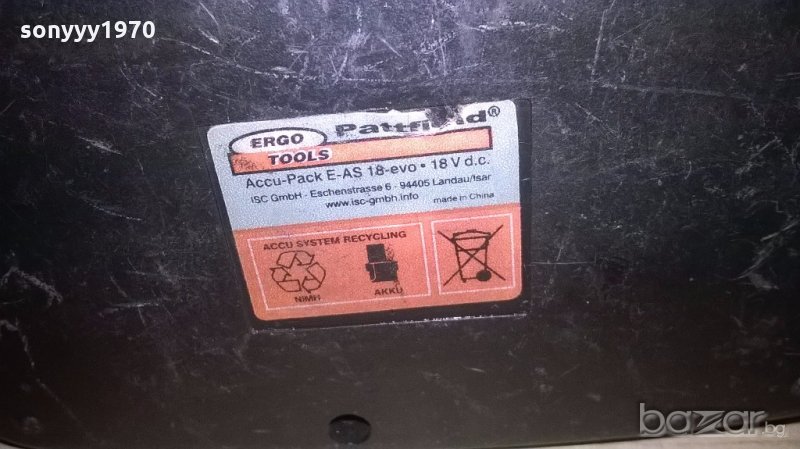 sonyyy1970
Pattfield®
ERGO
TOOLS
Accu-Pack E-AS 18-evo • 18 V d.c.
ISC GmbH - Eschenstrasse 6 - 94405 Landau/Isar
www.isc-gmbh.info made in China
ACCU SYSTEM RECYCLING
NiMH AKKU
bazar.bg